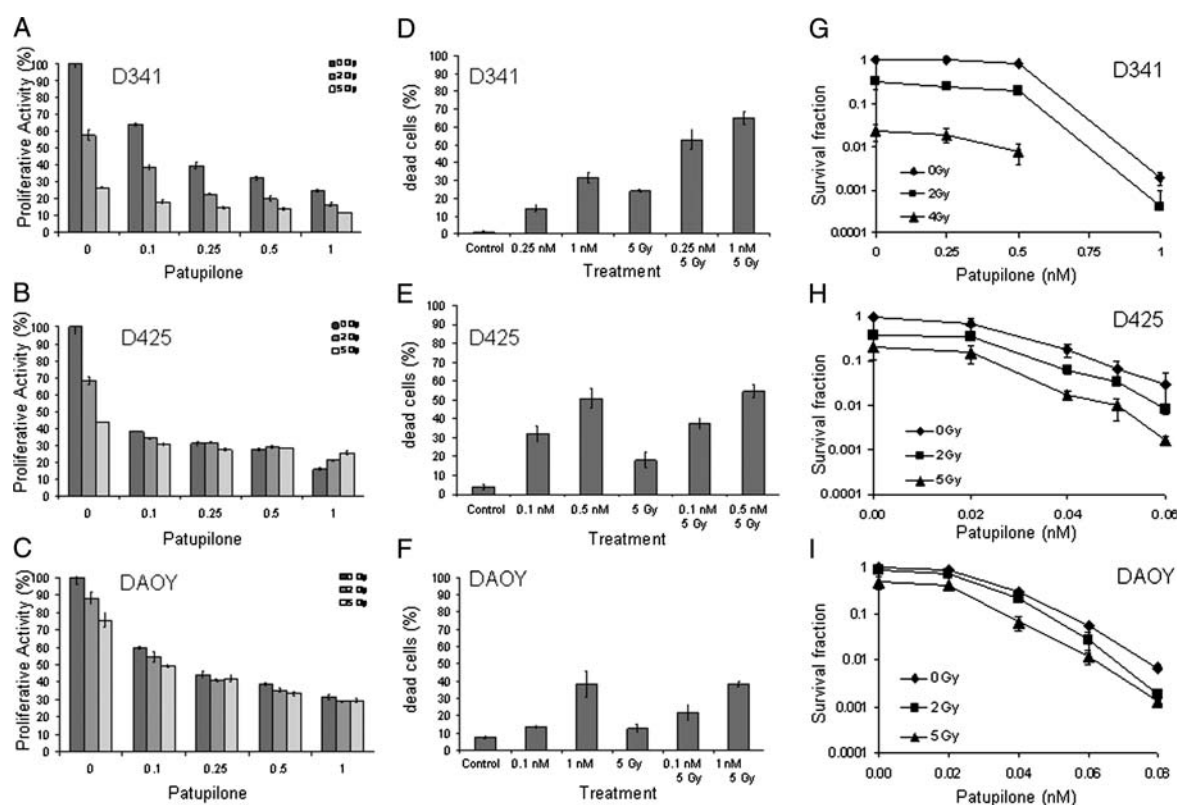 A
D341
Proliferative Activity (%)
100
90
80
70
60
50
40
30
20
10
0
0 0.1 0.25 0.5 1
Patupilone
D
D341
dead cells (%)
100
90
80
70
60
50
40
30
20
10
0
Control 0.25 nM 1 nM 5 Gy 0.25 nM 1 nM
5 Gy 5 Gy
Treatment
G
D341
Survival fraction
1
0.1
0.01
0.001
0.0001
0Gy
2Gy
4Gy
0 0.25 0.5 0.75 1
Patupilone (nM)
B
D425
Proliferative Activity (%)
100
90
80
70
60
50
40
30
20
10
0
0 0.1 0.25 0.5 1
Patupilone
E
D425
dead cells (%)
100
90
80
70
60
50
40
30
20
10
0
Control 0.1 nM 0.5 nM 5 Gy 0.1 nM 0.5 nM
5 Gy 5 Gy
Treatment
H
D425
Survival fraction
1
0.1
0.01
0.001
0.0001
0Gy
2Gy
5Gy
0.00 0.02 0.04 0.06
Patupilone (nM)
C
DAOY
Proliferative Activity (%)
100
90
80
70
60
50
40
30
20
10
0
0 0.1 0.25 0.5 1
Patupilone
F
DAOY
dead cells (%)
100
90
80
70
60
50
40
30
20
10
0
Control 0.1 nM 1 nM 5 Gy 0.1 nM 1 nM
5 Gy 5 Gy
Treatment
I
DAOY
Survival fraction
1
0.1
0.01
0.001
0.0001
0 Gy
2 Gy
5 Gy
0.00 0.02 0.04 0.06 0.08
Patupilone (nM)